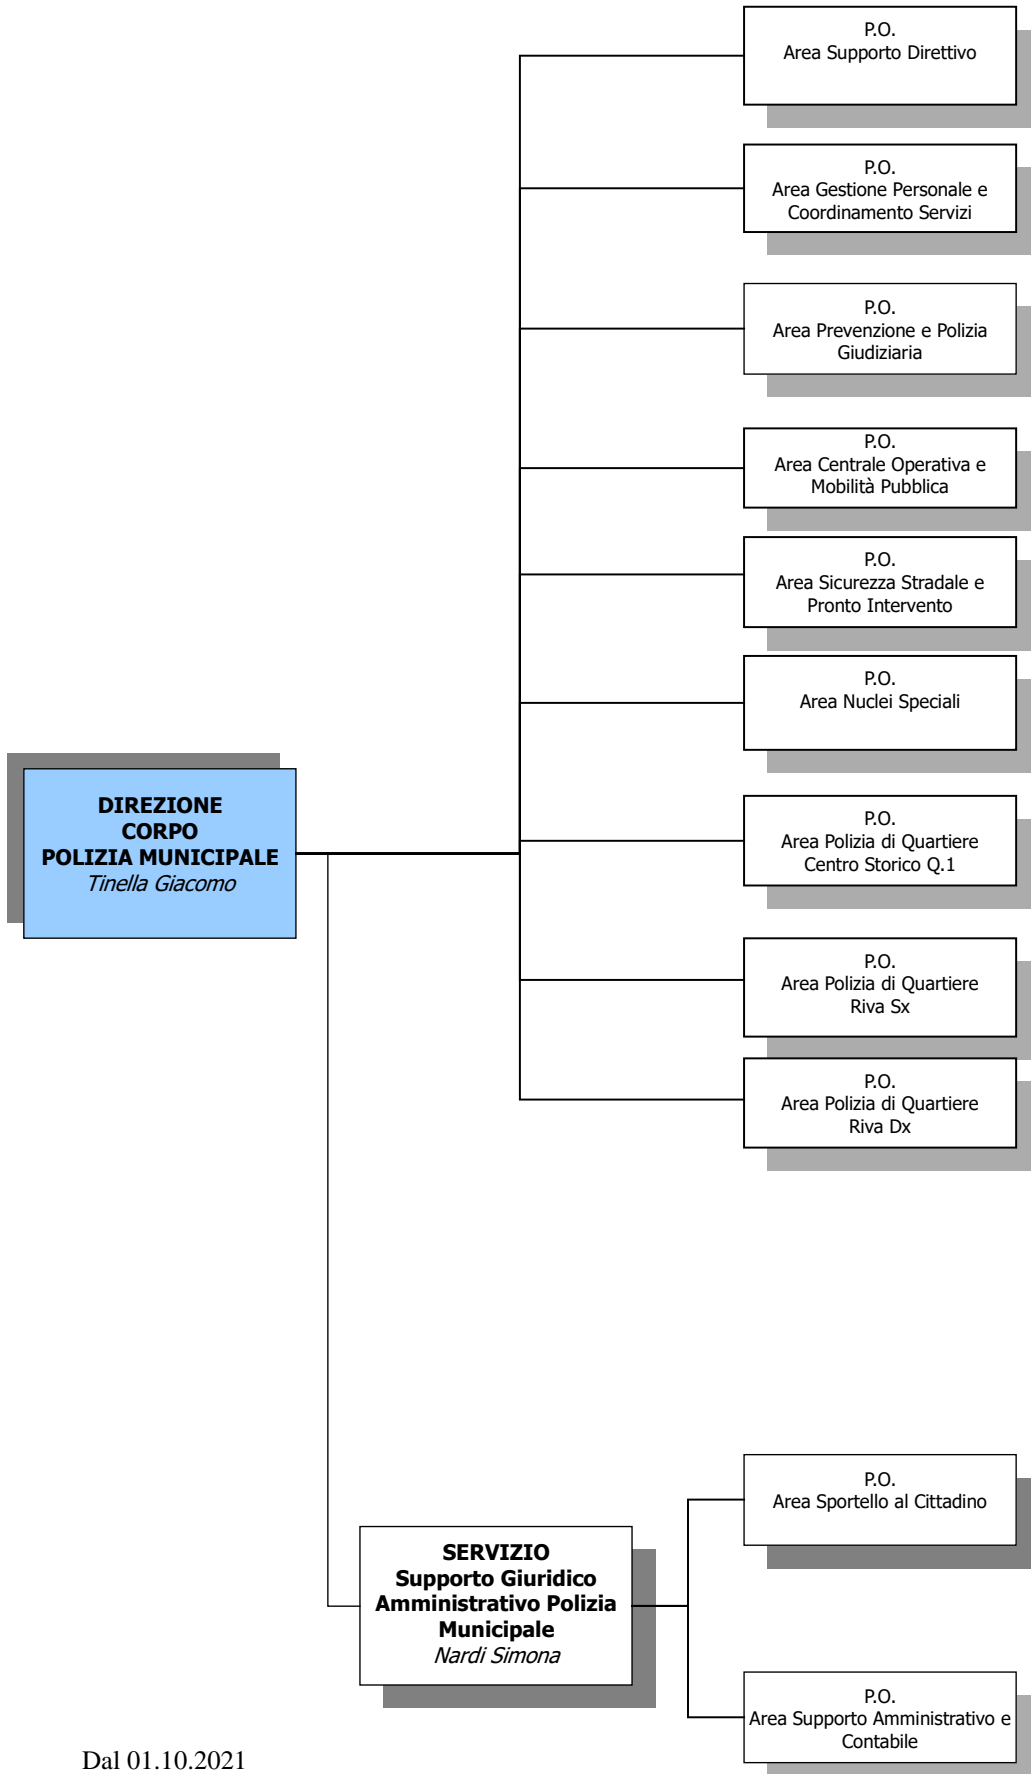 P.O.
Area Supporto Direttivo
P.O.
Area Gestione Personale e
Coordinamento Servizi
P.O.
Area Prevenzione e Polizia
Giudiziaria
P.O.
Area Centrale Operativa e
Mobilità Pubblica
P.O.
Area Sicurezza Stradale e
Pronto Intervento
P.O.
Area Nuclei Speciali
DIREZIONE
CORPO
POLIZIA MUNICIPALE
Tinella Giacomo
P.O.
Area Polizia di Quartiere
Centro Storico Q.1
P.O.
Area Polizia di Quartiere
Riva Sx
P.O.
Area Polizia di Quartiere
Riva Dx
P.O.
Area Sportello al Cittadino
SERVIZIO
Supporto Giuridico
Amministrativo Polizia
Municipale
Nardi Simona
P.O.
Area Supporto Amministrativo e
Contabile
Dal 01.10.2021